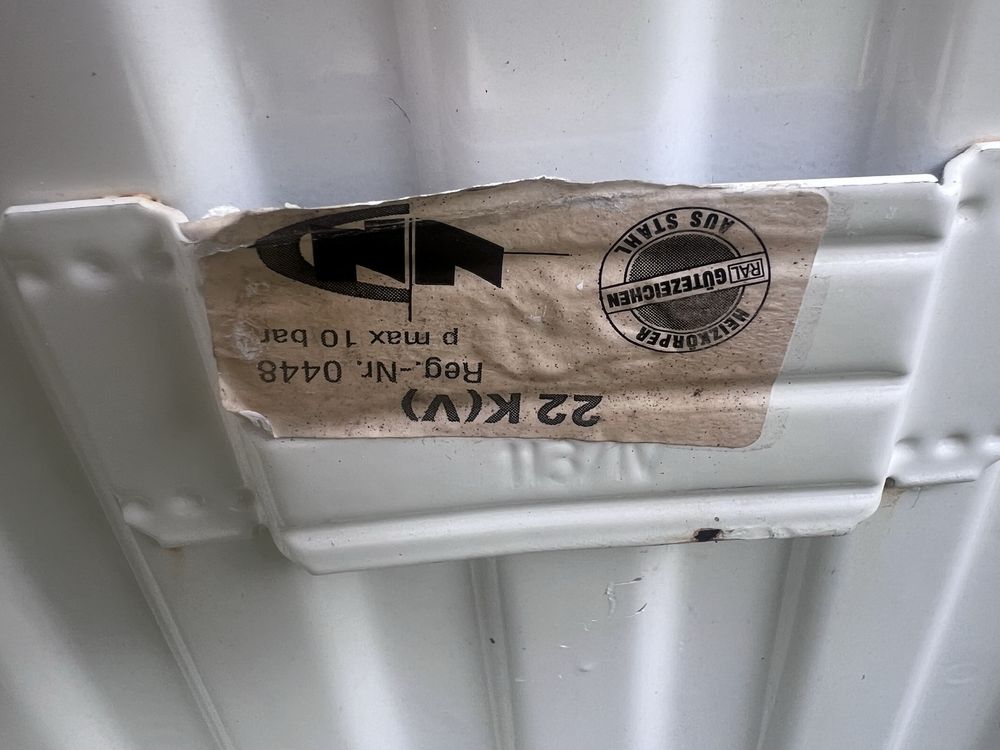 22 K(V)
Reg.-Nr. 0448
p max 10 bar
HEIZKÖRPER
RAL GÜTEZEICHEN
AUS STAHL